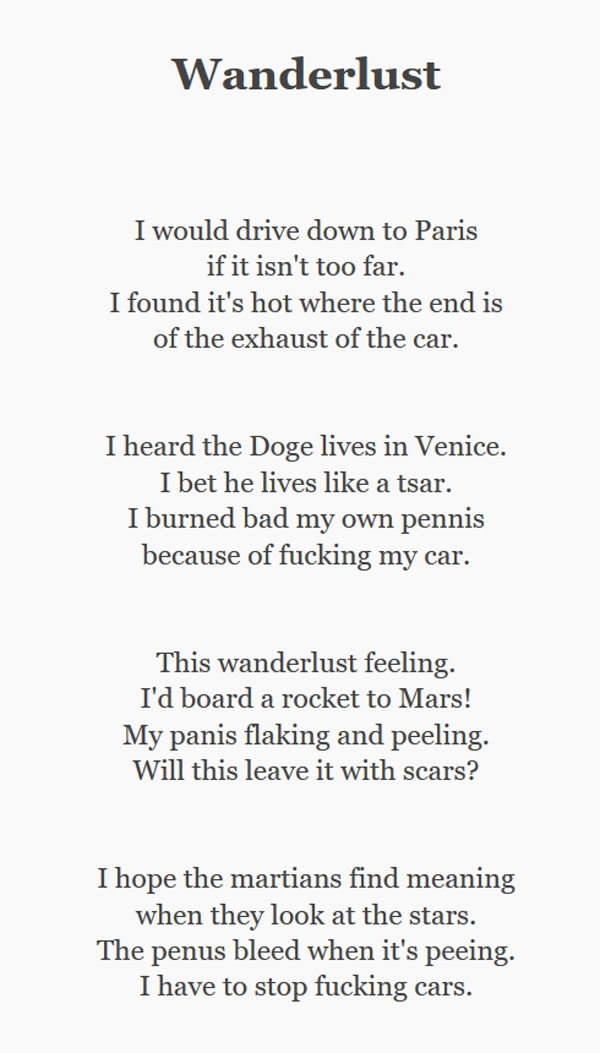 Wanderlust
I would drive down to Paris
if it isn't too far.
I found it's hot where the end is
of the exhaust of the car.
I heard the Doge lives in Venice.
I bet he lives like a tsar.
I burned bad my own pennis
because of fucking my car.
This wanderlust feeling.
I'd board a rocket to Mars!
My panis flaking and peeling.
Will this leave it with scars?
I hope the martians find meaning
when they look at the stars.
The penus bleed when it's peeing.
I have to stop fucking cars.